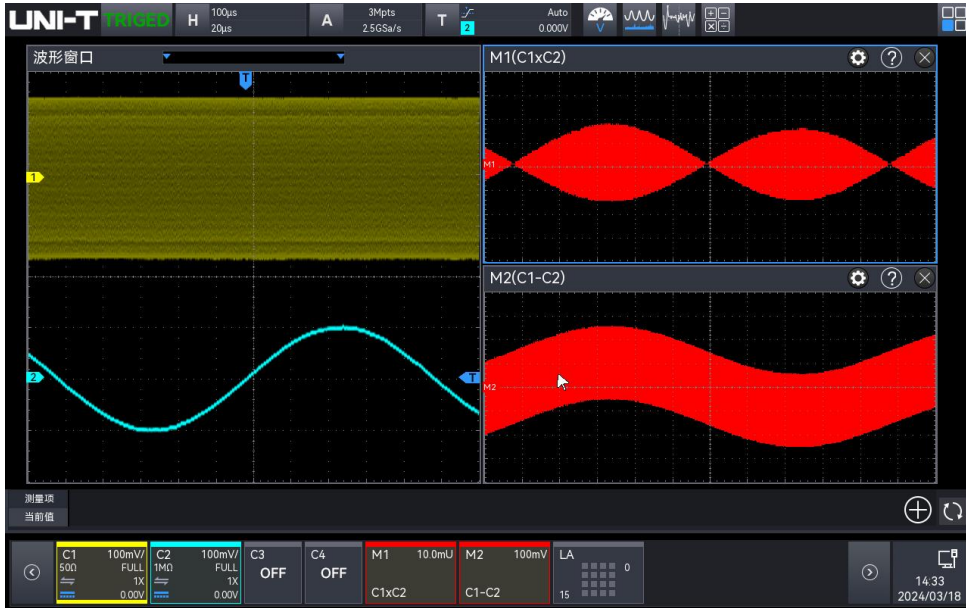 UNI-T TRIGED H 100μs 20μs A 3Mpts 2.5GSa/s T 2 Auto 0.000V V
波形窗口
T
1
2
T
M1(C1xC2)
M1
M2(C1-C2)
M2
测量项
当前值
C1 100mV/
50Ω FULL
1X
0.00V
C2 100mV/
1MΩ FULL
1X
0.00V
C3
OFF
C4
OFF
M1 10.0mU
C1xC2
M2 100mV
C1-C2
LA
0
15
14:33
2024/03/18